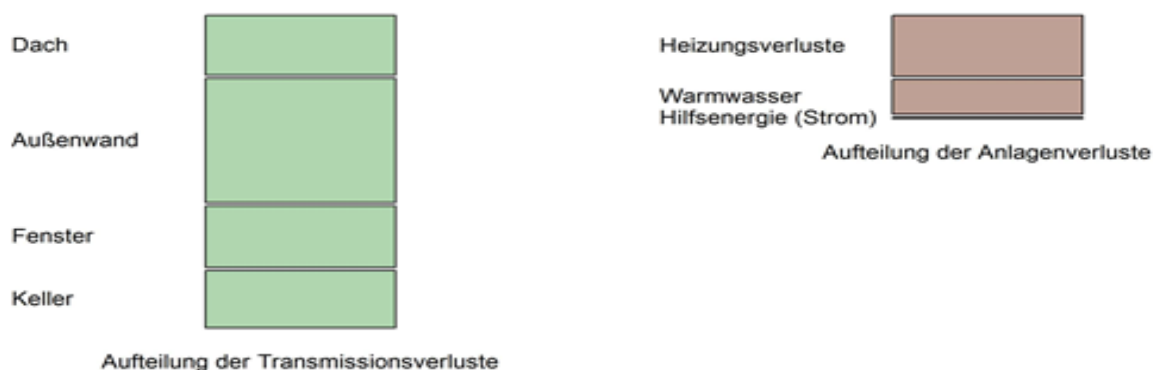 Dach
Außenwand
Fenster
Keller
Aufteilung der Transmissionsverluste
Heizungsverluste
Warmwasser
Hilfsenergie (Strom)
Aufteilung der Anlagenverluste